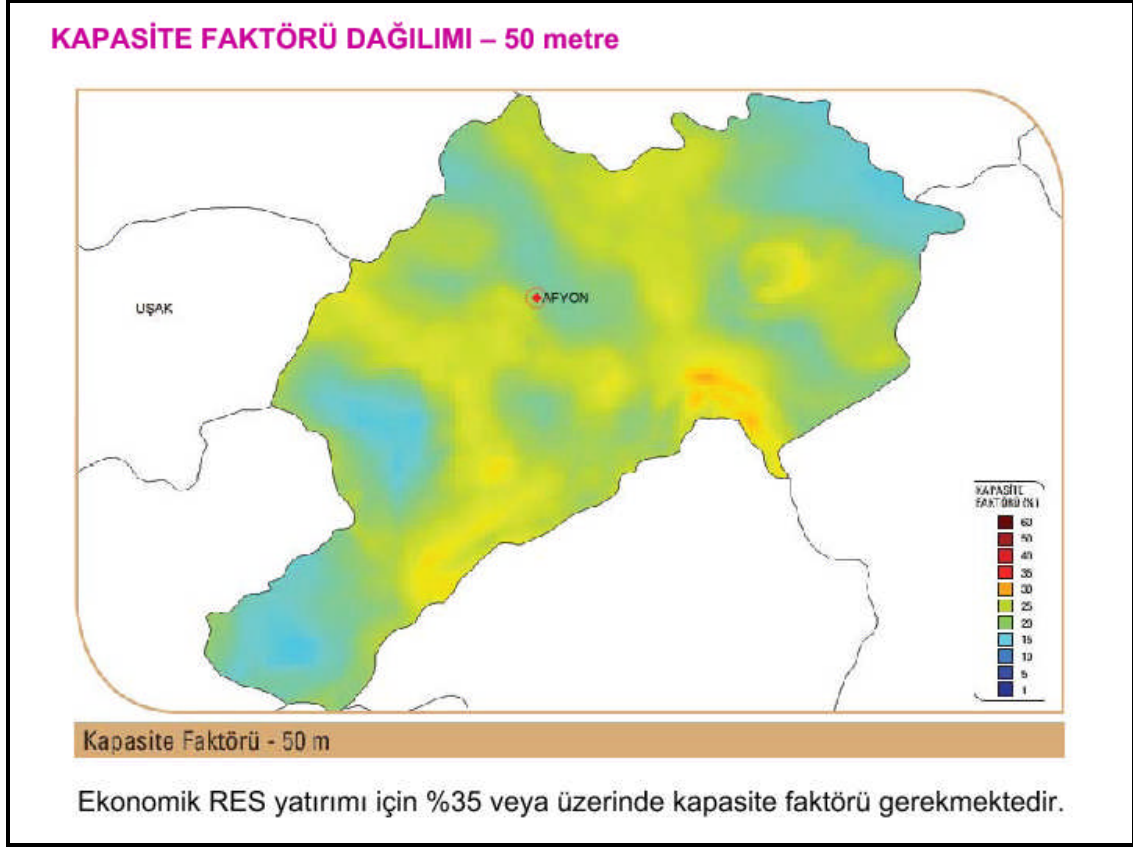 KAPASİTE FAKTÖRÜ DAĞILIMI – 50 metre
UŞAK
AFYON
KAPASİTE
FAKTÖRÜ (%)
60
50
40
35
30
25
20
15
10
5
1
Kapasite Faktörü - 50 m
Ekonomik RES yatırımı için %35 veya üzerinde kapasite faktörü gerekmektedir.